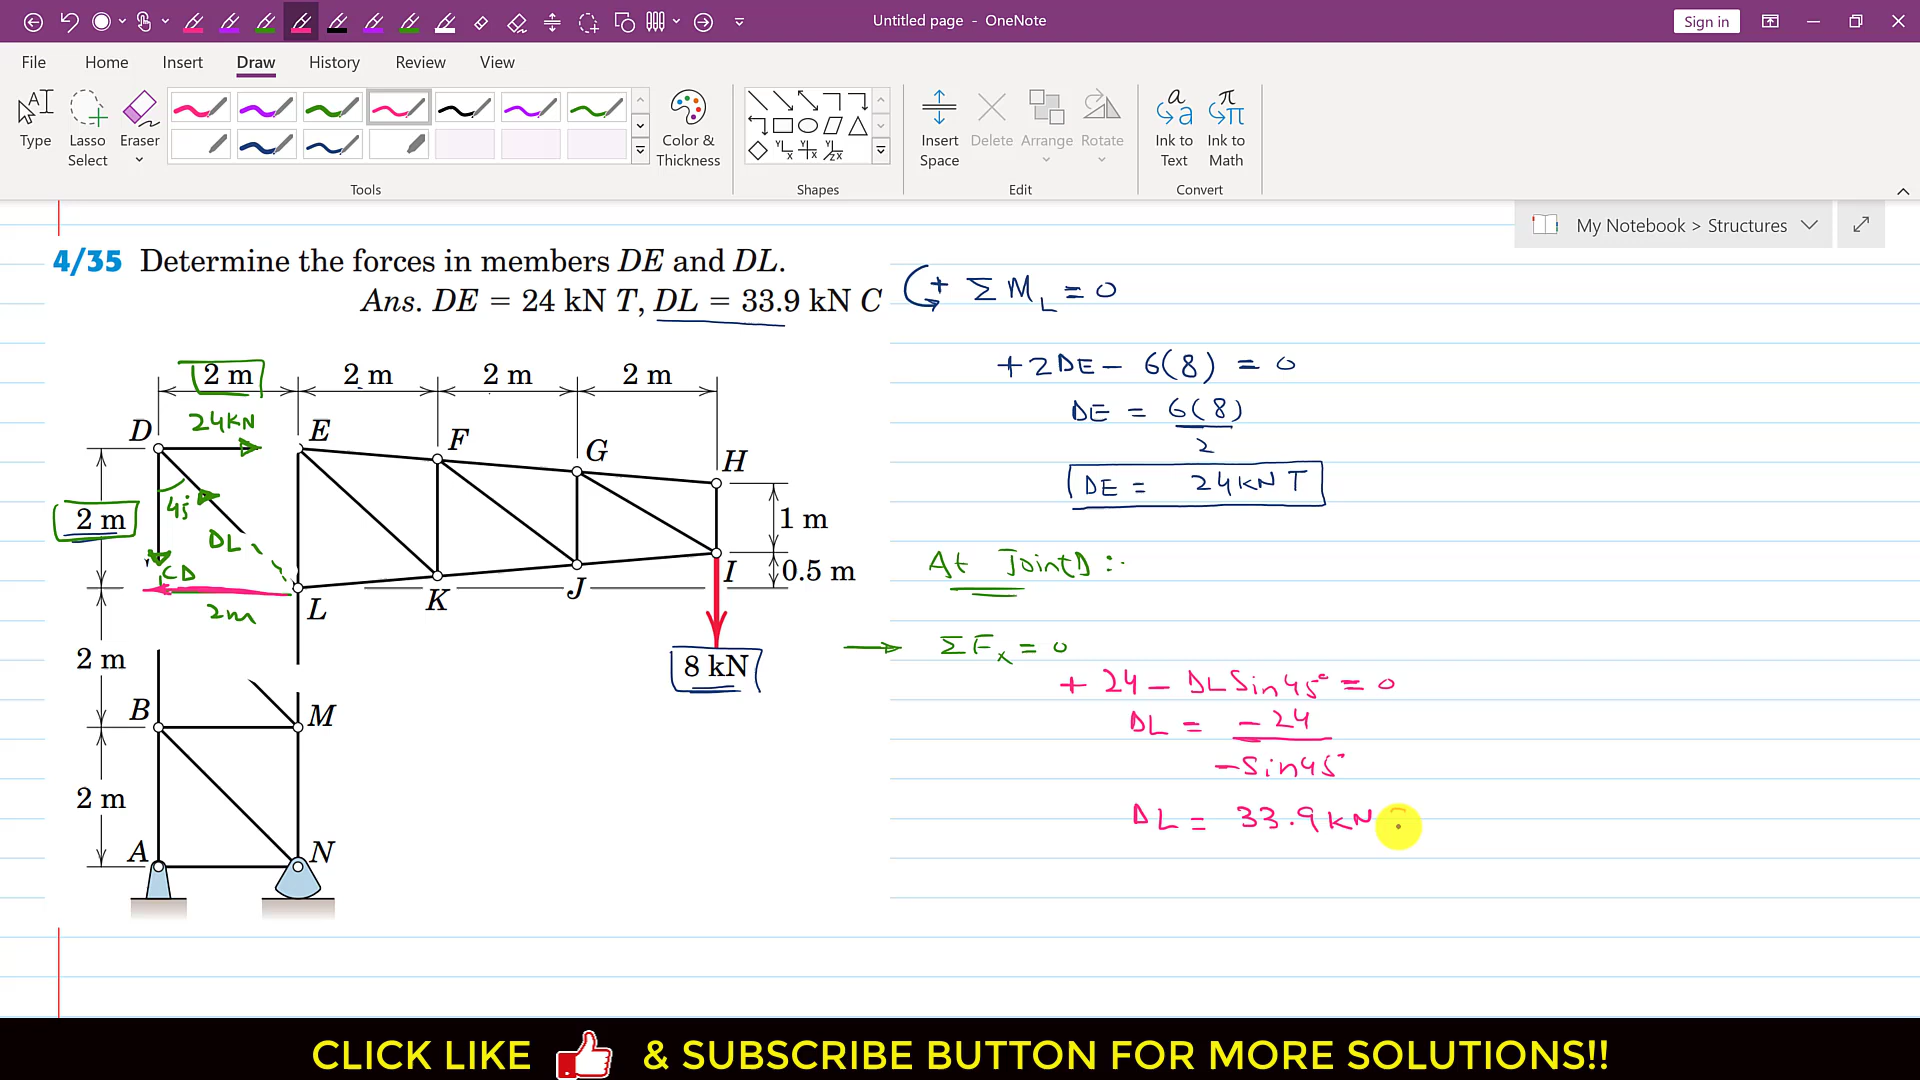 Untitled page - OneNote
Sign in
File Home Insert Draw History Review View
Type
Lasso Select
Eraser
Color & Thickness
Insert Space
Delete
Arrange
Rotate
Ink to Text
Ink to Math
Tools
Shapes
Edit
Convert
My Notebook > Structures
4/35 Determine the forces in members DE and DL.
Ans. DE = 24 kN T, DL = 33.9 kN C
2 m 2 m 2 m 2 m
24KN
D E F G H
45
2 m
DL
CD
2m
1 m
0.5 m
L K J I
8 kN
2 m
B M
2 m
A N
+ Σ M_L = 0
+2DE - 6(8) = 0
DE = 6(8)
2
DE = 24KN T
At JointD :-
→ ΣFx = 0
+ 24 - DLSin45° = 0
DL = -24
-Sin45°
DL = 33.9KN
CLICK LIKE & SUBSCRIBE BUTTON FOR MORE SOLUTIONS!!